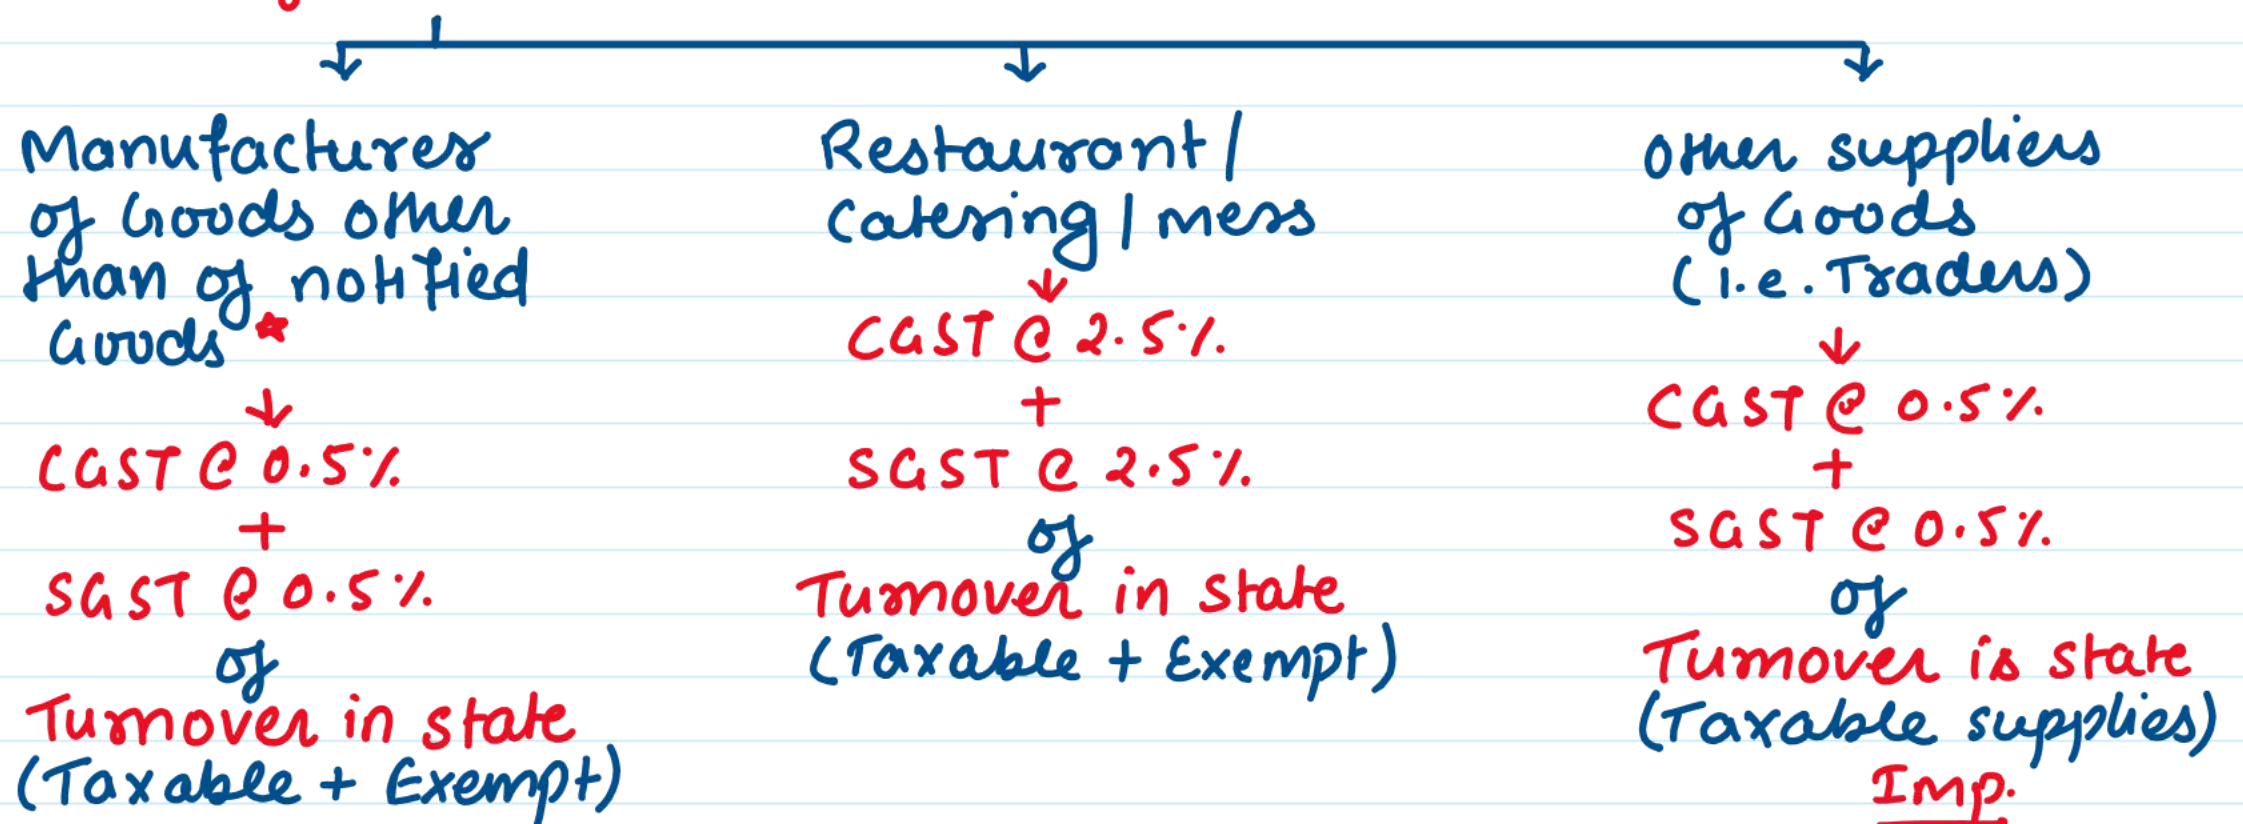 Manufactures
of Goods other
than of notified
Goods *
CGST @ 0.5%
+
SGST @ 0.5%
of
Turnover in state
(Taxable + Exempt)
Restaurant /
Catering / mess
CGST @ 2.5%
+
SGST @ 2.5%
of
Turnover in state
(Taxable + Exempt)
other suppliers
of Goods
(i.e. Traders)
CGST @ 0.5%
+
SGST @ 0.5%
of
Turnover is state
(Taxable supplies)
Imp.